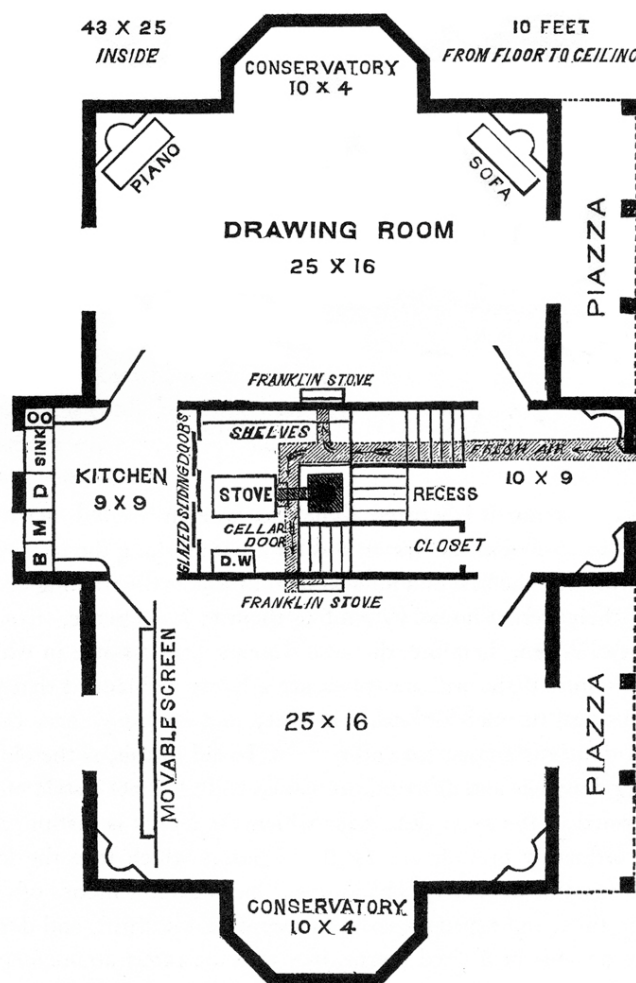 43 X 25
INSIDE
10 FEET
FROM FLOOR TO CEILING
CONSERVATORY
10 X 4
PIANO
SOFA
DRAWING ROOM
25 X 16
PIAZZA
FRANKLIN STOVE
OO
SINK
D
M
B
KITCHEN
9 X 9
GLAZED SLIDING DOORS
SHELVES
STOVE
CELLAR
DOOR
D.W
FRESH AIR
10 X 9
RECESS
CLOSET
FRANKLIN STOVE
MOVABLE SCREEN
25 X 16
PIAZZA
CONSERVATORY
10 X 4